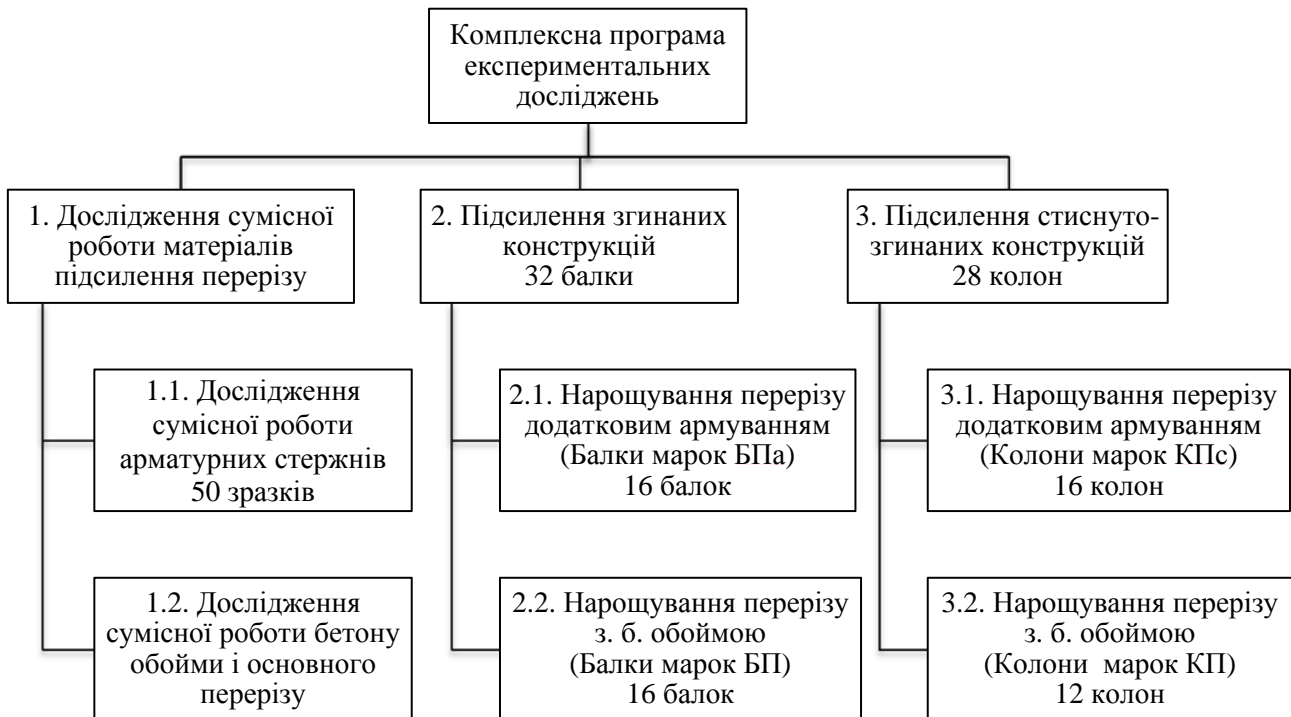 Комплексна програма
експериментальних
досліджень
1. Дослідження сумісної
роботи матеріалів
підсилення перерізу
2. Підсилення згинаних
конструкцій
32 балки
3. Підсилення стиснуто-
згинаних конструкцій
28 колон
1.1. Дослідження
сумісної роботи
арматурних стержнів
50 зразків
2.1. Нарощування перерізу
додатковим армуванням
(Балки марок БПа)
16 балок
3.1. Нарощування перерізу
додатковим армуванням
(Колони марок КПс)
16 колон
1.2. Дослідження
сумісної роботи бетону
обойми і основного
перерізу
2.2. Нарощування перерізу
з. б. обоймою
(Балки марок БП)
16 балок
3.2. Нарощування перерізу
з. б. обоймою
(Колони марок КП)
12 колон